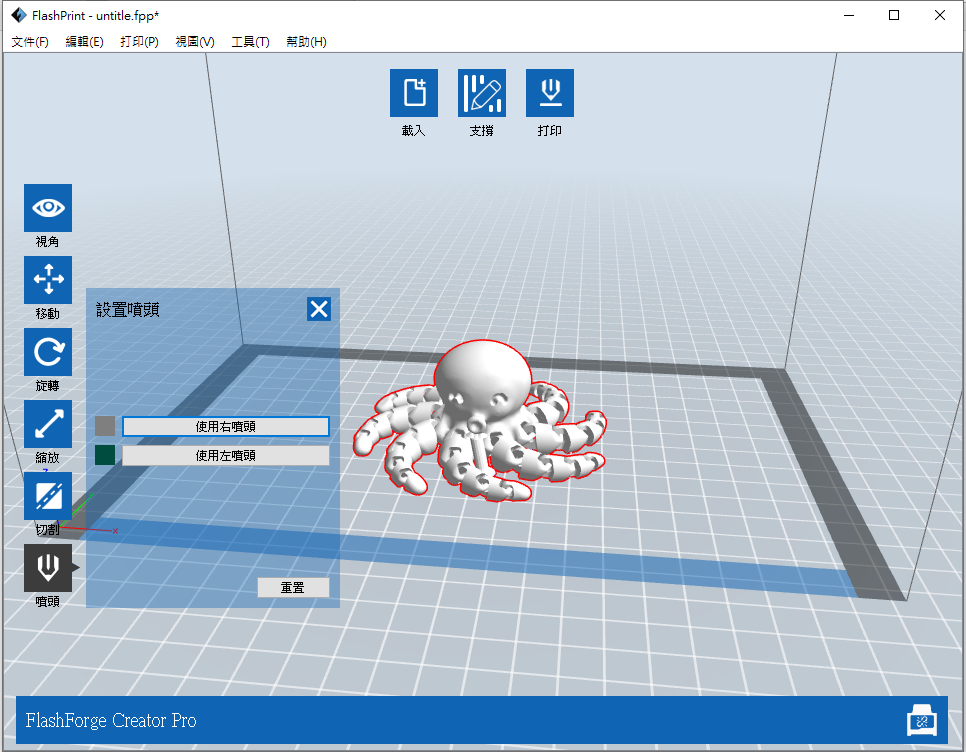 FlashPrint - untitle.fpp*
文件(F) 編輯(E) 打印(P) 視圖(V) 工具(T) 幫助(H)
載入 支撐 打印
視角
移動
旋轉
縮放
切割
噴頭
設置噴頭
使用右噴頭
使用左噴頭
重置
z
x
FlashForge Creator Pro